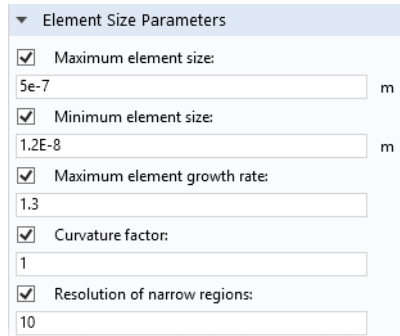 Element Size Parameters
Maximum element size:
5e-7 m
Minimum element size:
1.2E-8 m
Maximum element growth rate:
1.3
Curvature factor:
1
Resolution of narrow regions:
10